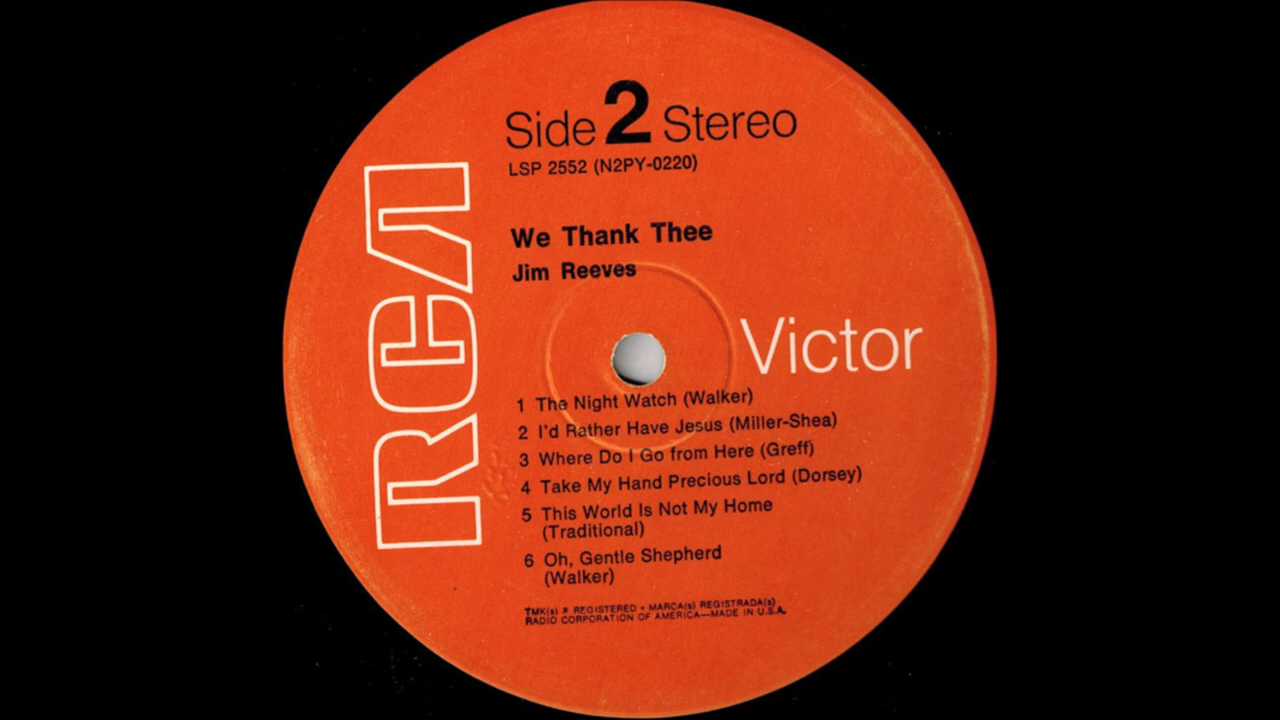 Side 2 Stereo
LSP 2552 (N2PY-0220)
We Thank Thee
Jim Reeves
RCA
Victor
1 The Night Watch (Walker)
2 I'd Rather Have Jesus (Miller-Shea)
3 Where Do I Go from Here (Greff)
4 Take My Hand Precious Lord (Dorsey)
5 This World Is Not My Home
(Traditional)
6 Oh, Gentle Shepherd
(Walker)
TMK(s) ® REGISTERED • MARCA(s) REGISTRADA(s)
RADIO CORPORATION OF AMERICA—MADE IN U.S.A.